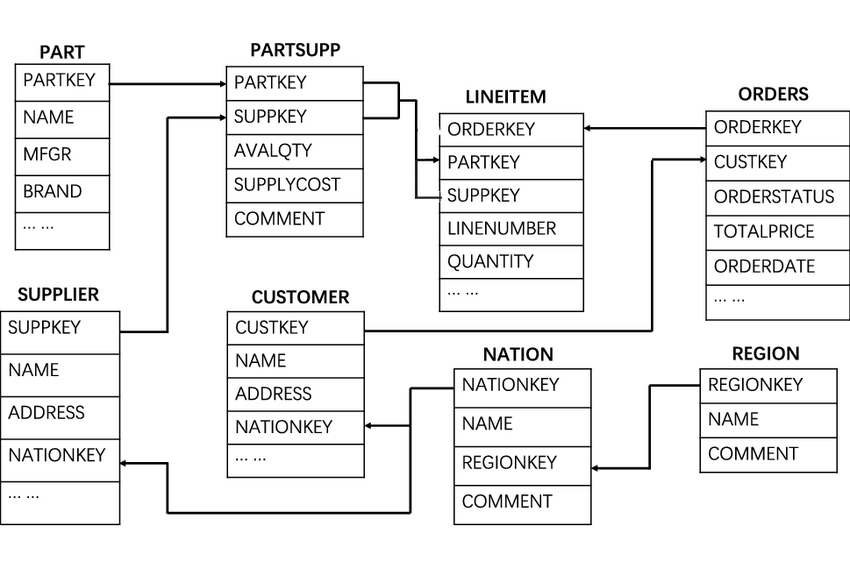 PART
PARTKEY
NAME
MFGR
BRAND
... ...
PARTSUPP
PARTKEY
SUPPKEY
AVALQTY
SUPPLYCOST
COMMENT
LINEITEM
ORDERKEY
PARTKEY
SUPPKEY
LINENUMBER
QUANTITY
... ...
ORDERS
ORDERKEY
CUSTKEY
ORDERSTATUS
TOTALPRICE
ORDERDATE
... ...
SUPPLIER
SUPPKEY
NAME
ADDRESS
NATIONKEY
... ...
CUSTOMER
CUSTKEY
NAME
ADDRESS
NATIONKEY
... ...
NATION
NATIONKEY
NAME
REGIONKEY
COMMENT
REGION
REGIONKEY
NAME
COMMENT